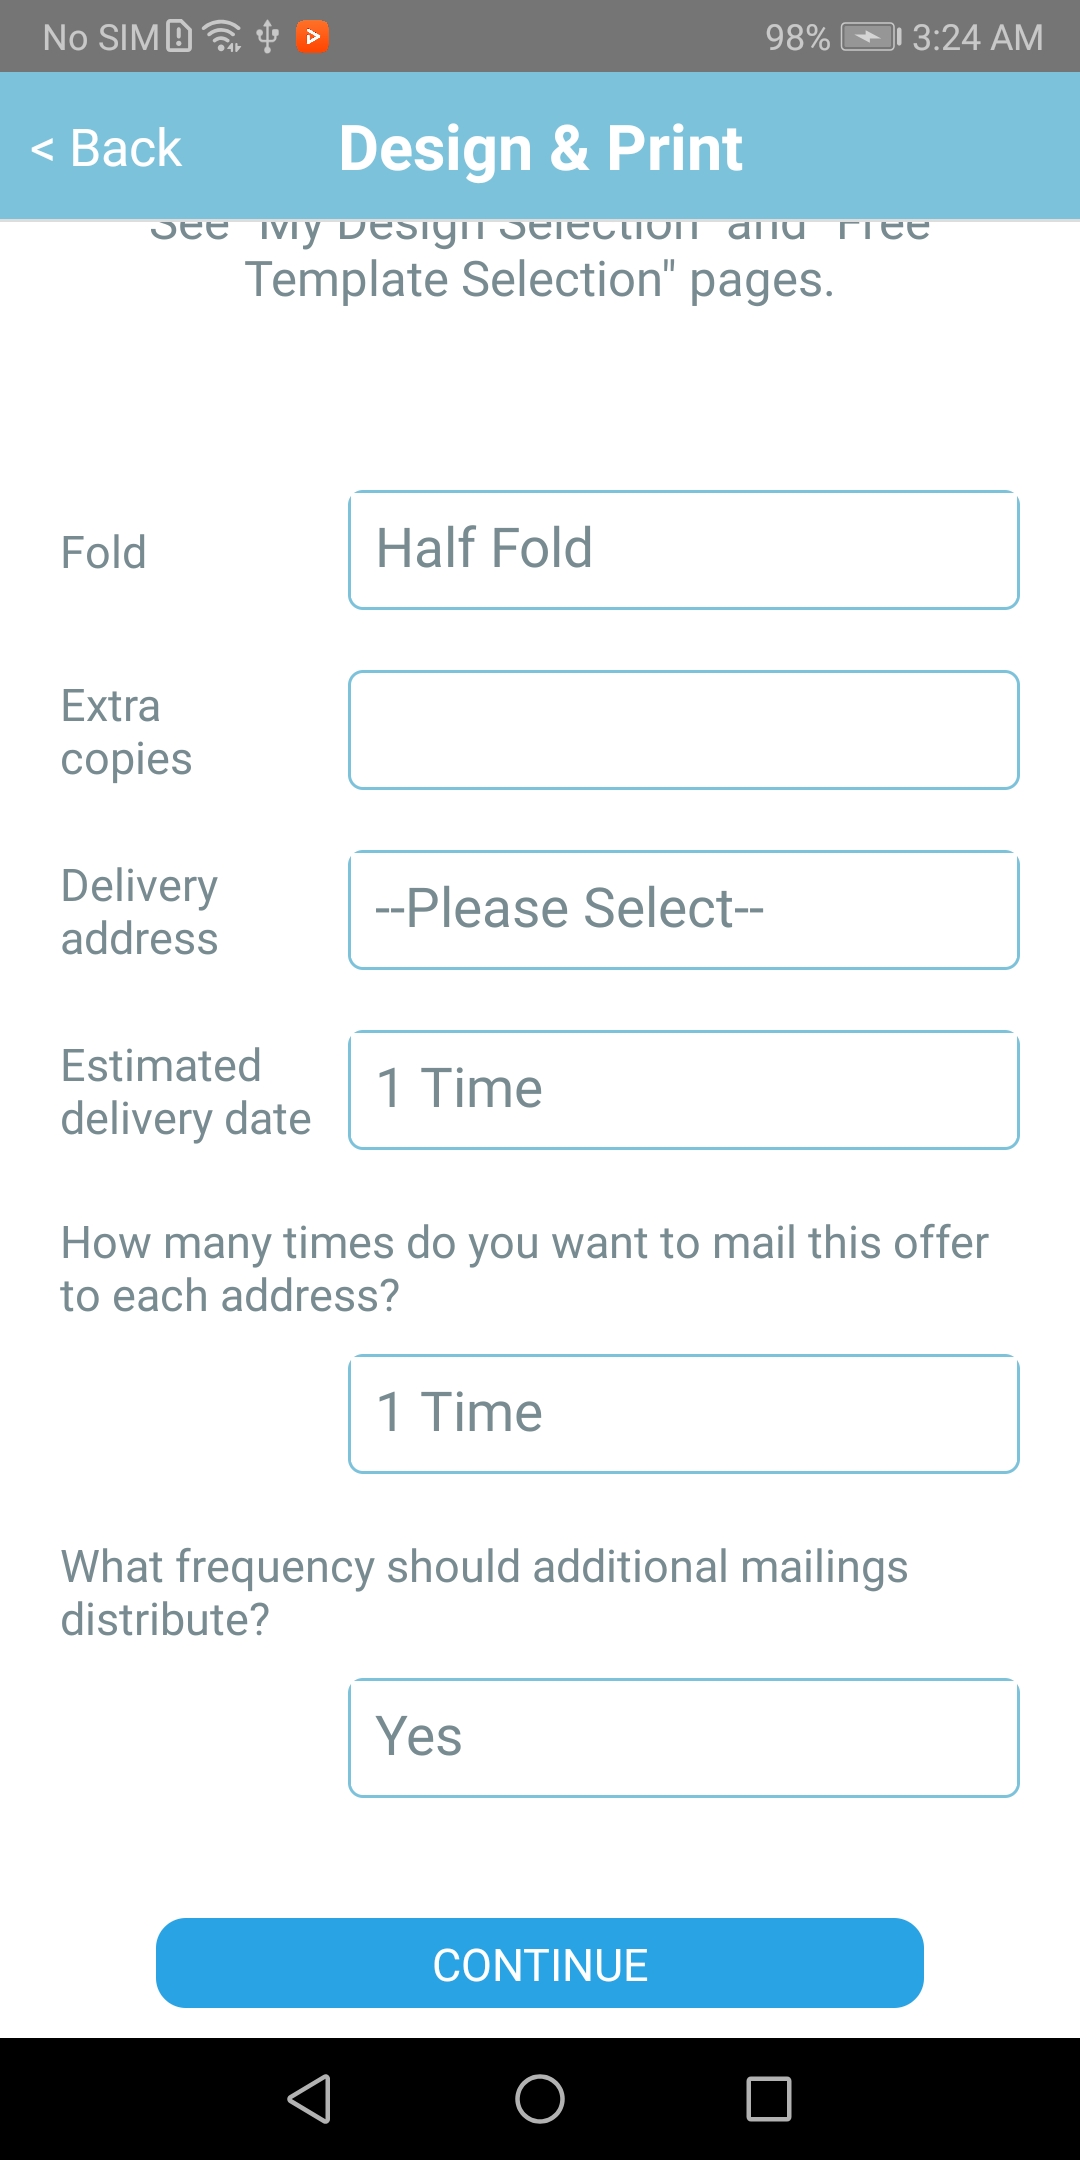 No SIM 98% 3:24 AM
< Back Design & Print
See "My Design Selection" and "Free
Template Selection" pages.
Fold Half Fold
Extra
copies
Delivery
address
--Please Select--
Estimated
delivery date
1 Time
How many times do you want to mail this offer
to each address?
1 Time
What frequency should additional mailings
distribute?
Yes
CONTINUE